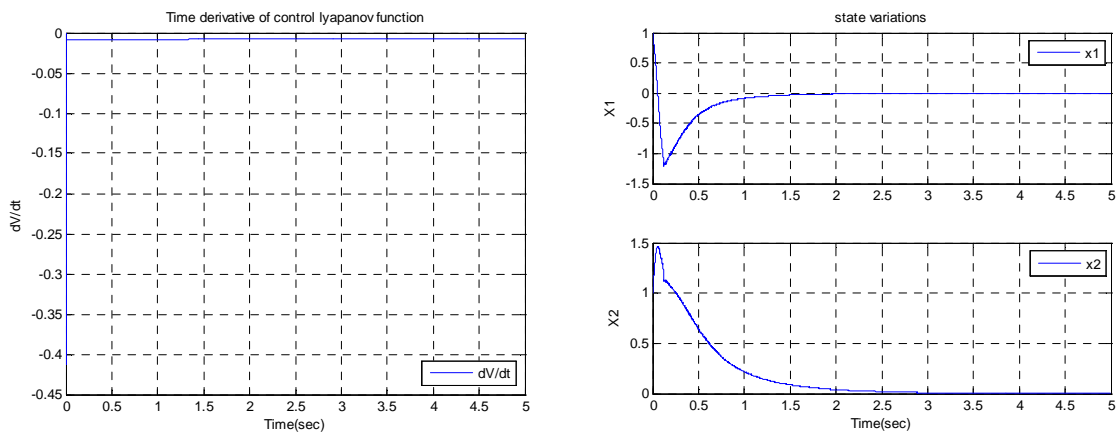 Time derivative of control lyapanov function
0
-0.05
-0.1
-0.15
-0.2
-0.25
-0.3
-0.35
-0.4
-0.45
dV/dt
dV/dt
0 0.5 1 1.5 2 2.5 3 3.5 4 4.5 5
Time(sec)
state variations
1
0.5
0
-0.5
-1
-1.5
X1
x1
0 0.5 1 1.5 2 2.5 3 3.5 4 4.5 5
1.5
1
0.5
0
X2
x2
0 0.5 1 1.5 2 2.5 3 3.5 4 4.5 5
Time(sec)